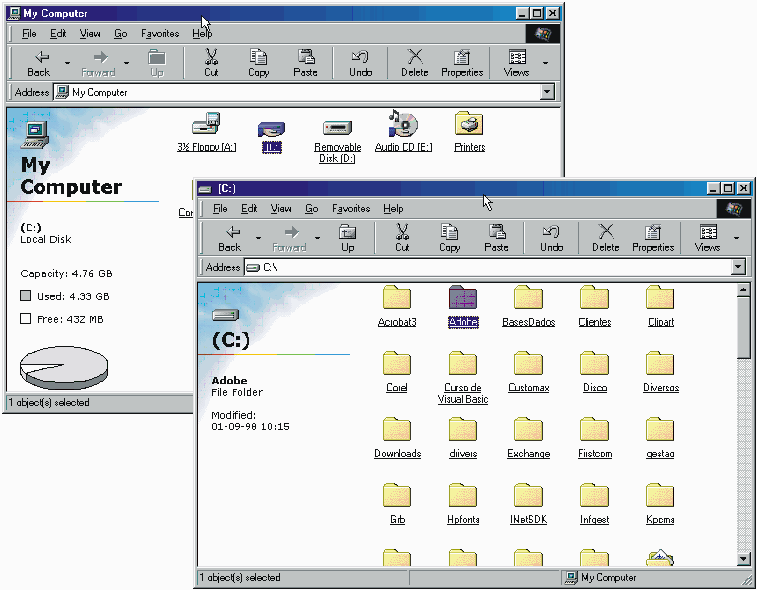 My Computer
File Edit View Go Favorites Help
Back Forward Up Cut Copy Paste Undo Delete Properties Views
Address My Computer
3½ Floppy (A:) Removable Disk (D:) Audio CD (E:) Printers
My Computer
(C:)
Local Disk
Capacity: 4.76 GB
Used: 4.33 GB
Free: 432 MB
1 object(s) selected
(C:)
File Edit View Go Favorites Help
Back Forward Up Cut Copy Paste Undo Delete Properties Views
Address C:\
(C:)
Adobe
File Folder
Modified:
01-09-98 10:15
Acrobat3 Adobe BasesDados Clientes Clipart
Corel Curso de Visual Basic Customax Disco Diversos
Downloads drivers Exchange Firstcom gestao
Grb Hpfonts INetSDK Infgest Kpcms
1 object(s) selected My Computer